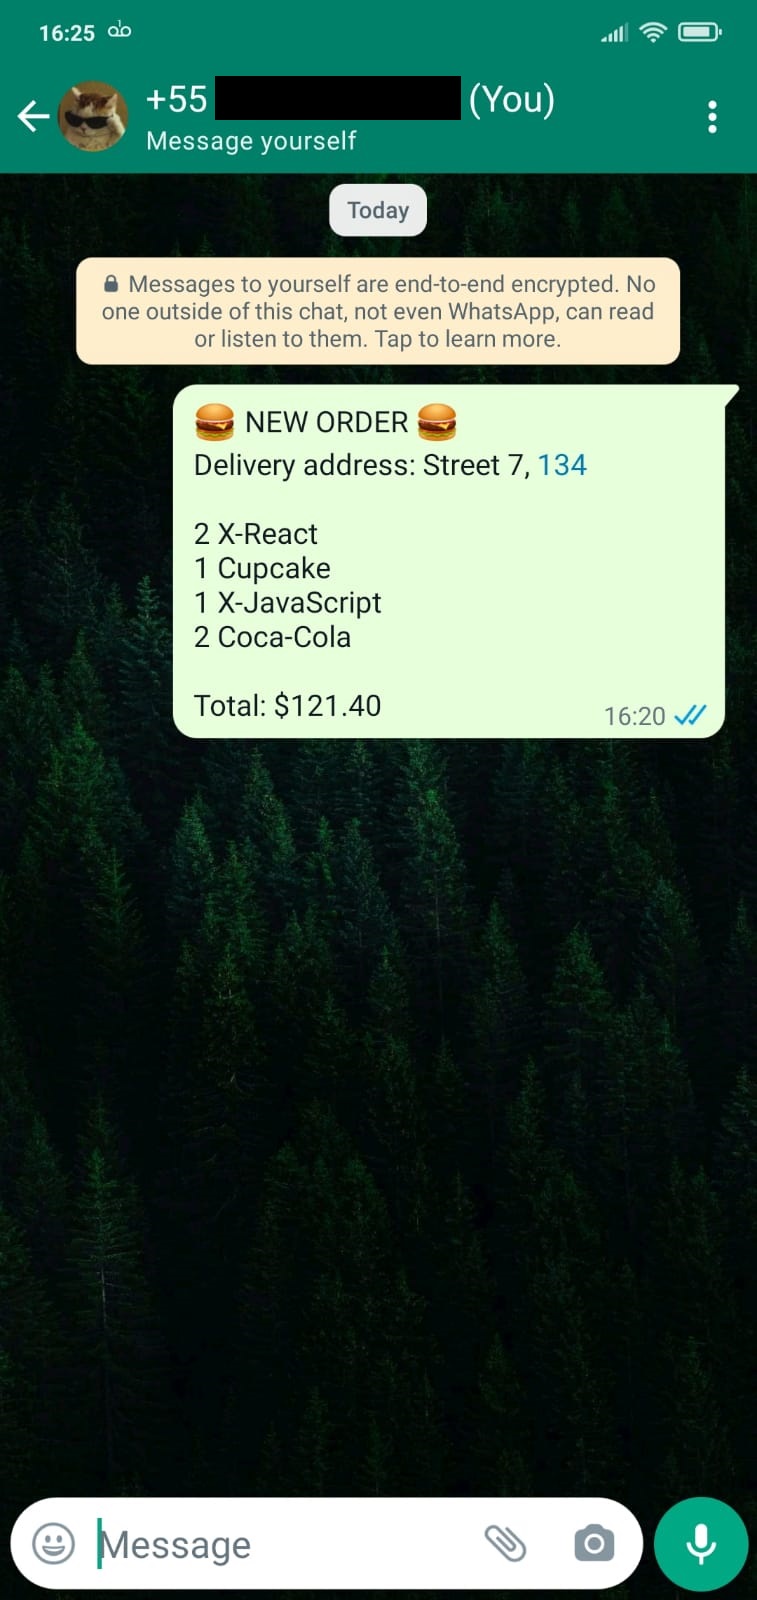 16:25
+55 (You)
Message yourself
Today
Messages to yourself are end-to-end encrypted. No
one outside of this chat, not even WhatsApp, can read
or listen to them. Tap to learn more.
🍔 NEW ORDER 🍔
Delivery address: Street 7, 134
2 X-React
1 Cupcake
1 X-JavaScript
2 Coca-Cola
Total: $121.40
16:20
Message